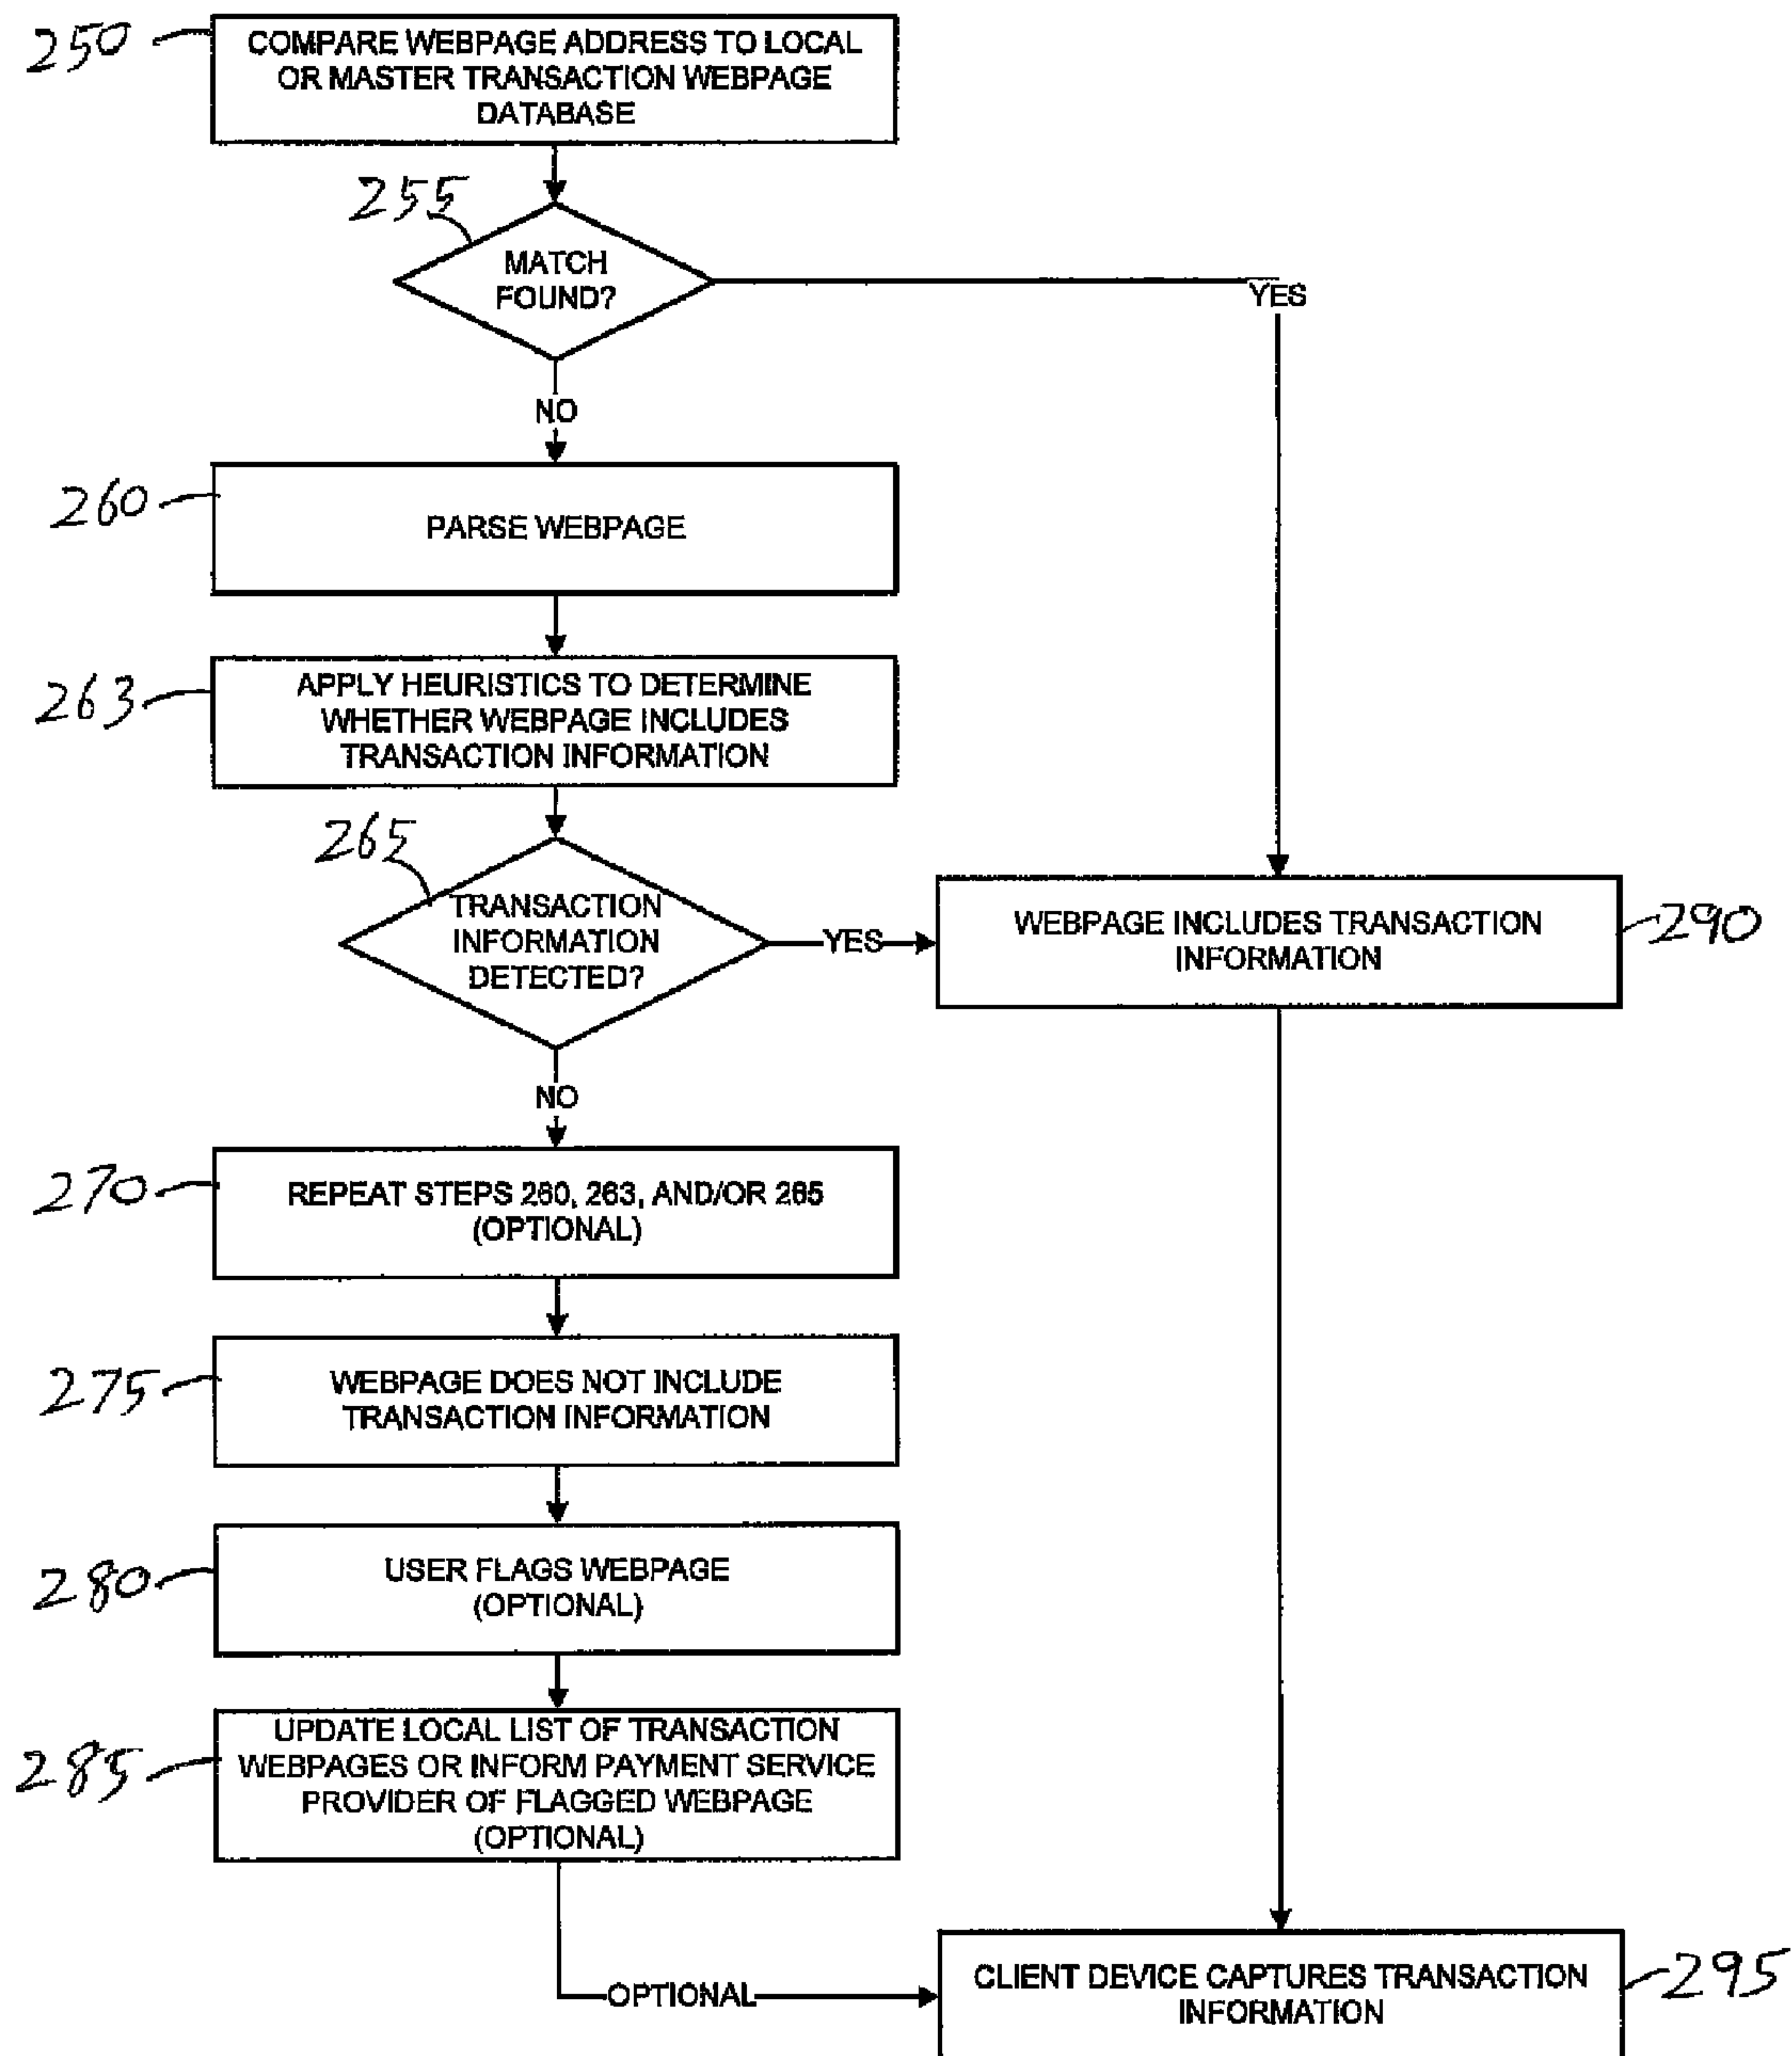 250
COMPARE WEBPAGE ADDRESS TO LOCAL
OR MASTER TRANSACTION WEBPAGE
DATABASE
255
MATCH
FOUND?
YES
NO
260
PARSE WEBPAGE
263
APPLY HEURISTICS TO DETERMINE
WHETHER WEBPAGE INCLUDES
TRANSACTION INFORMATION
265
TRANSACTION
INFORMATION
DETECTED?
YES
WEBPAGE INCLUDES TRANSACTION
INFORMATION
290
NO
270
REPEAT STEPS 260, 263, AND/OR 265
(OPTIONAL)
275
WEBPAGE DOES NOT INCLUDE
TRANSACTION INFORMATION
280
USER FLAGS WEBPAGE
(OPTIONAL)
285
UPDATE LOCAL LIST OF TRANSACTION
WEBPAGES OR INFORM PAYMENT SERVICE
PROVIDER OF FLAGGED WEBPAGE
(OPTIONAL)
OPTIONAL
CLIENT DEVICE CAPTURES TRANSACTION
INFORMATION
295